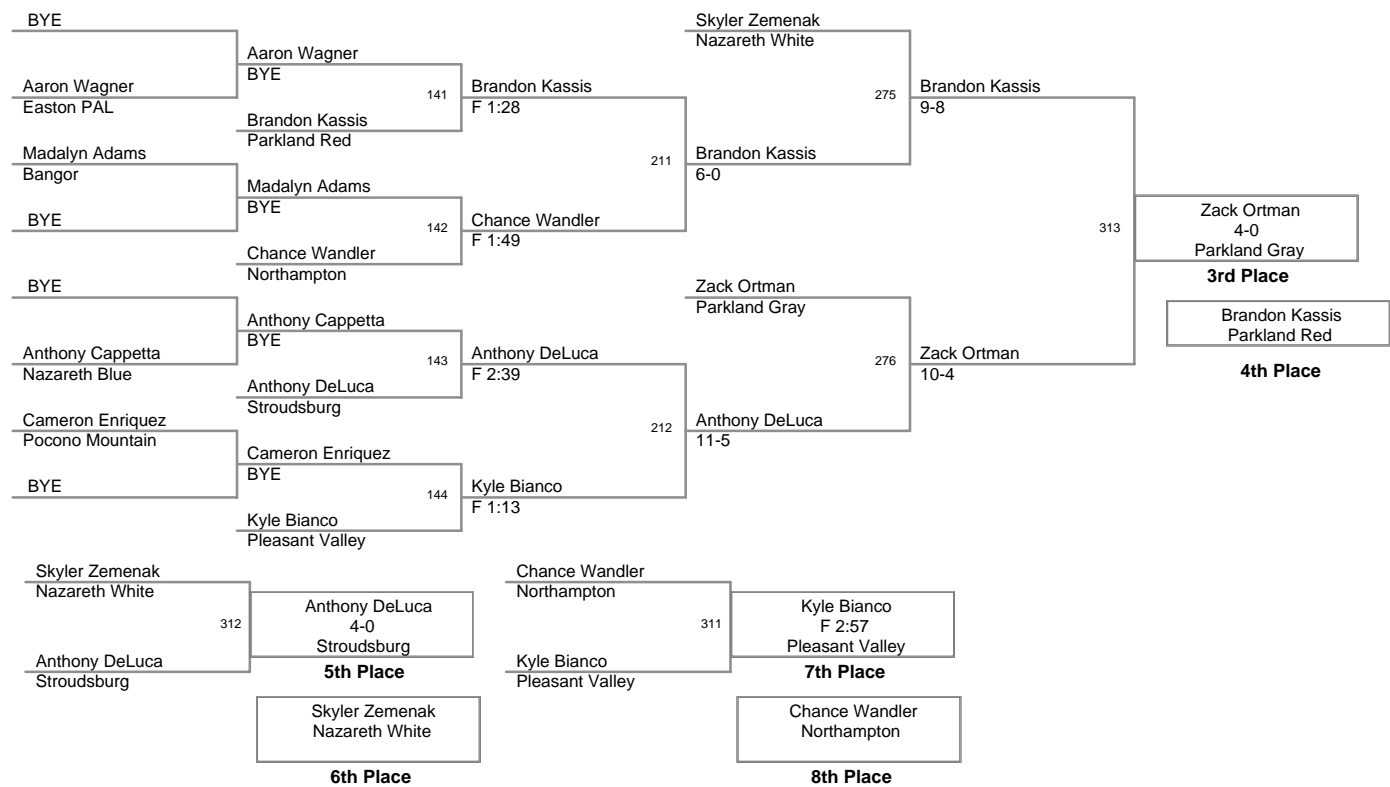 BYE
Aaron Wagner
Easton PAL
Madalyn Adams
Bangor
BYE
BYE
Anthony Cappetta
Nazareth Blue
Cameron Enriquez
Pocono Mountain
BYE
Aaron Wagner
BYE
141
Brandon Kassis
Parkland Red
Madalyn Adams
BYE
142
Chance Wandler
Northampton
Anthony Cappetta
BYE
143
Anthony DeLuca
Stroudsburg
Cameron Enriquez
BYE
144
Kyle Bianco
Pleasant Valley
Brandon Kassis
F 1:28
211
Chance Wandler
F 1:49
Anthony DeLuca
F 2:39
212
Kyle Bianco
F 1:13
Skyler Zemenak
Nazareth White
275
Brandon Kassis
6-0
Zack Ortman
Parkland Gray
276
Anthony DeLuca
11-5
Brandon Kassis
9-8
313
Zack Ortman
10-4
Zack Ortman
4-0
Parkland Gray
3rd Place
Brandon Kassis
Parkland Red
4th Place
Skyler Zemenak
Nazareth White
312
Anthony DeLuca
Stroudsburg
Anthony DeLuca
4-0
Stroudsburg
5th Place
Skyler Zemenak
Nazareth White
6th Place
Chance Wandler
Northampton
311
Kyle Bianco
Pleasant Valley
Kyle Bianco
F 2:57
Pleasant Valley
7th Place
Chance Wandler
Northampton
8th Place